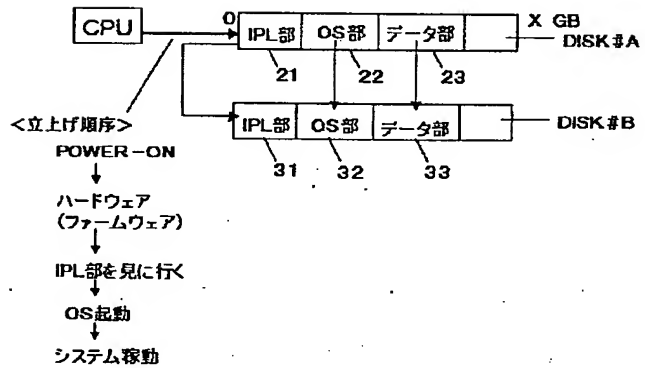 CPU
0
X GB
IPL部 OS部 データ部
DISK#A
21 22 23
IPL部 OS部 データ部
DISK#B
31 32 33
<立上げ順序>
POWER-ON
ハードウェア
(ファームウェア)
IPL部を見に行く
OS起動
システム稼動